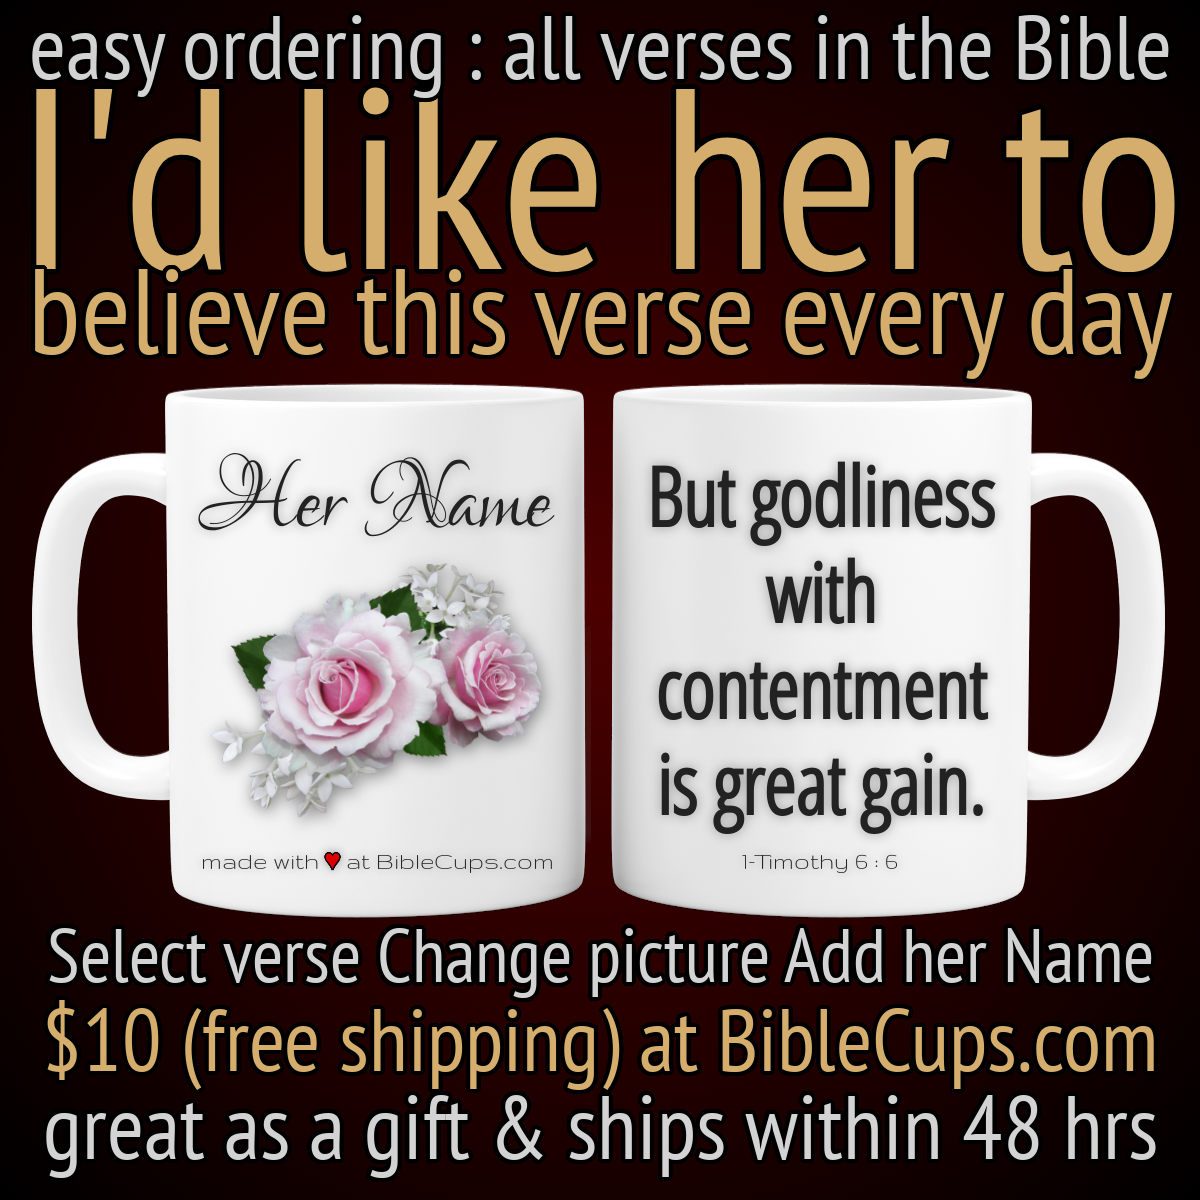 easy ordering : all verses in the Bible
I'd like her to
believe this verse every day
Her Name
made with ❤ at BibleCups.com
But godliness
with
contentment
is great gain.
1-Timothy 6 : 6
Select verse Change picture Add her Name
$10 (free shipping) at BibleCups.com
great as a gift & ships within 48 hrs